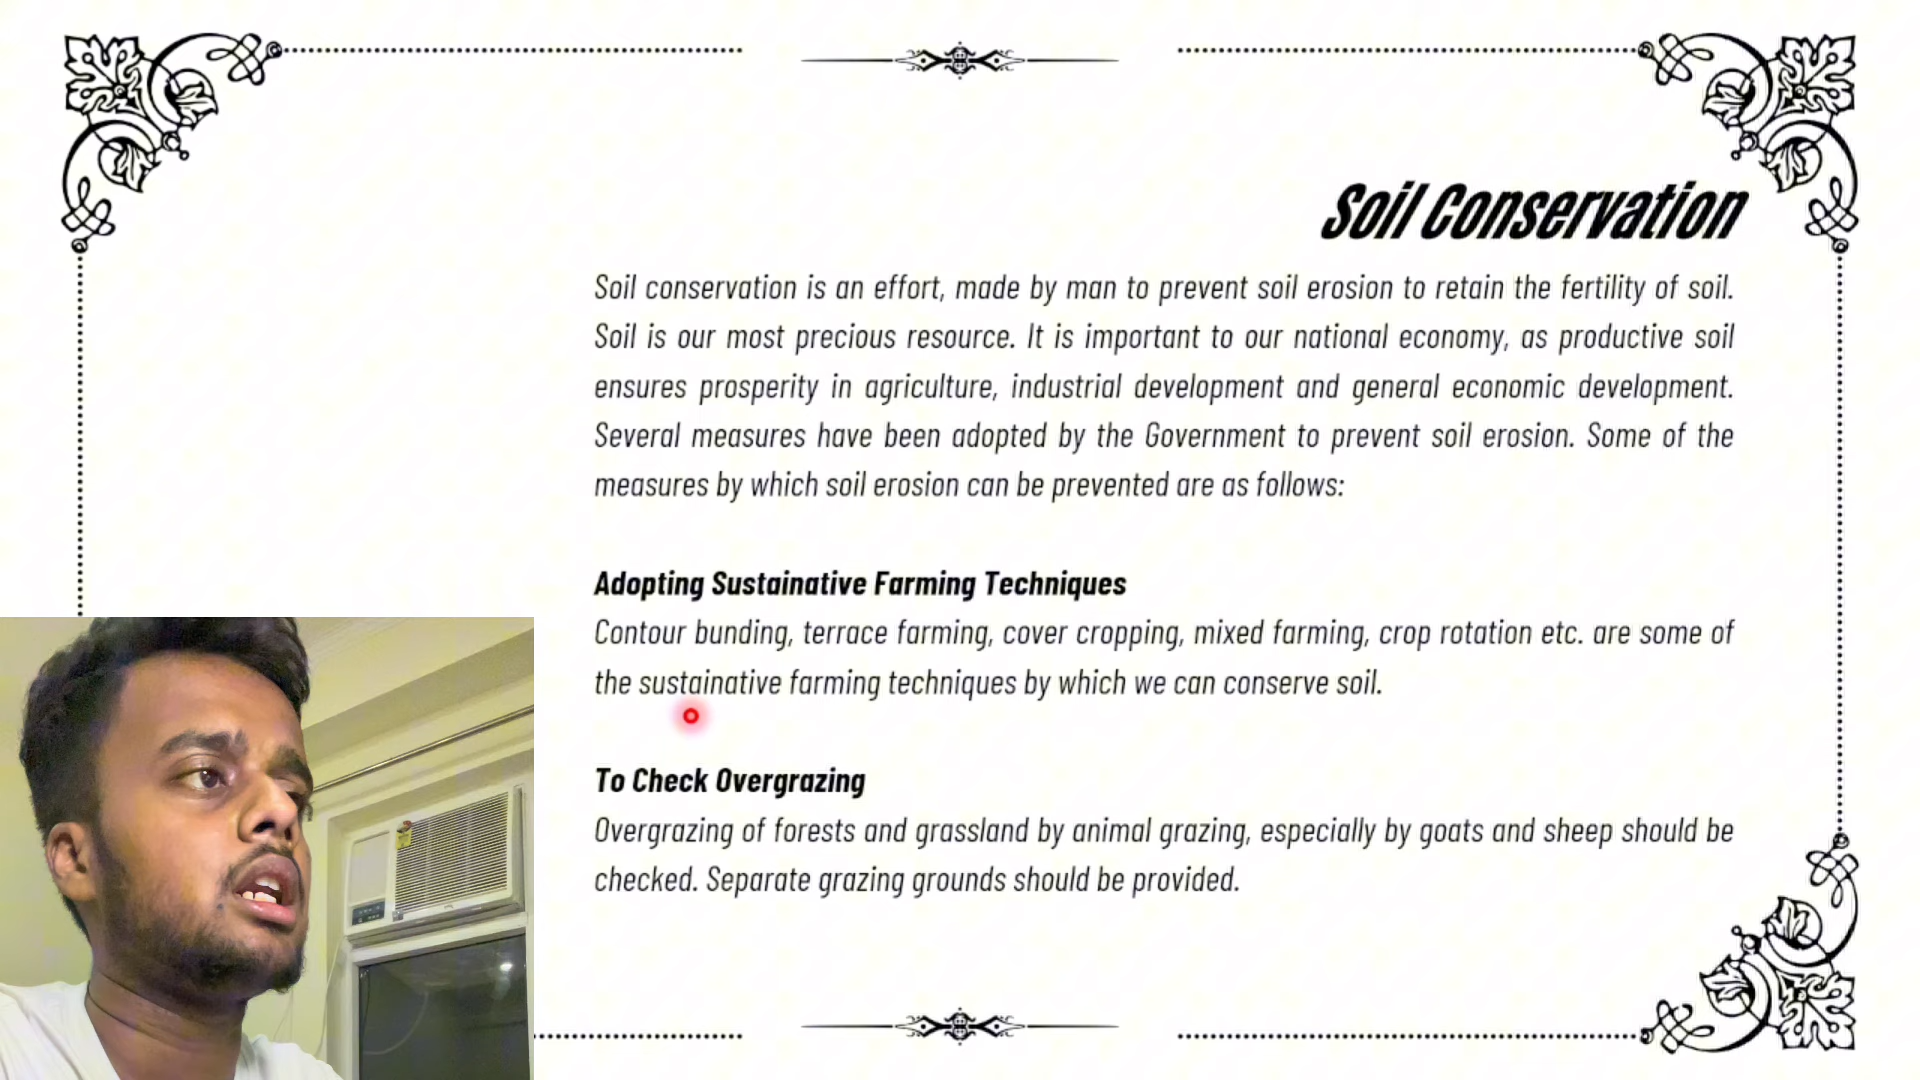 Soil Conservation
Soil conservation is an effort, made by man to prevent soil erosion to retain the fertility of soil.
Soil is our most precious resource. It is important to our national economy, as productive soil
ensures prosperity in agriculture, industrial development and general economic development.
Several measures have been adopted by the Government to prevent soil erosion. Some of the
measures by which soil erosion can be prevented are as follows:
Adopting Sustainative Farming Techniques
Contour bunding, terrace farming, cover cropping, mixed farming, crop rotation etc. are some of
the sustainative farming techniques by which we can conserve soil.
To Check Overgrazing
Overgrazing of forests and grassland by animal grazing, especially by goats and sheep should be
checked. Separate grazing grounds should be provided.